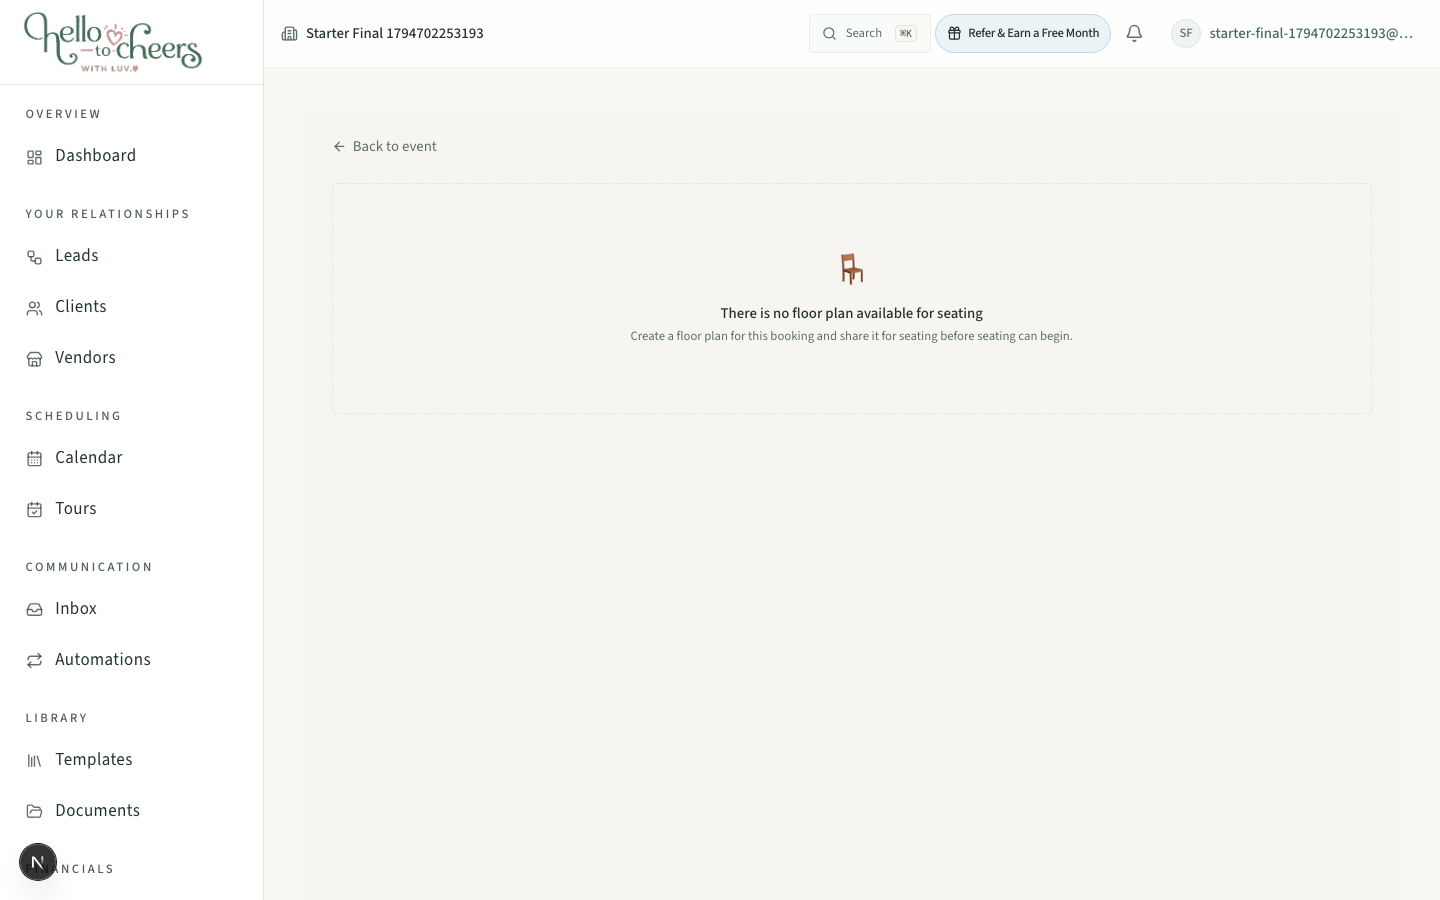 hello
to cheers
WITH LUV.
Starter Final 1794702253193
Search ⌘K
Refer & Earn a Free Month
SF
starter-final-1794702253193@...
OVERVIEW
Dashboard
YOUR RELATIONSHIPS
Leads
Clients
Vendors
SCHEDULING
Calendar
Tours
COMMUNICATION
Inbox
Automations
LIBRARY
Templates
Documents
N
NANCIALS
Back to event
There is no floor plan available for seating
Create a floor plan for this booking and share it for seating before seating can begin.